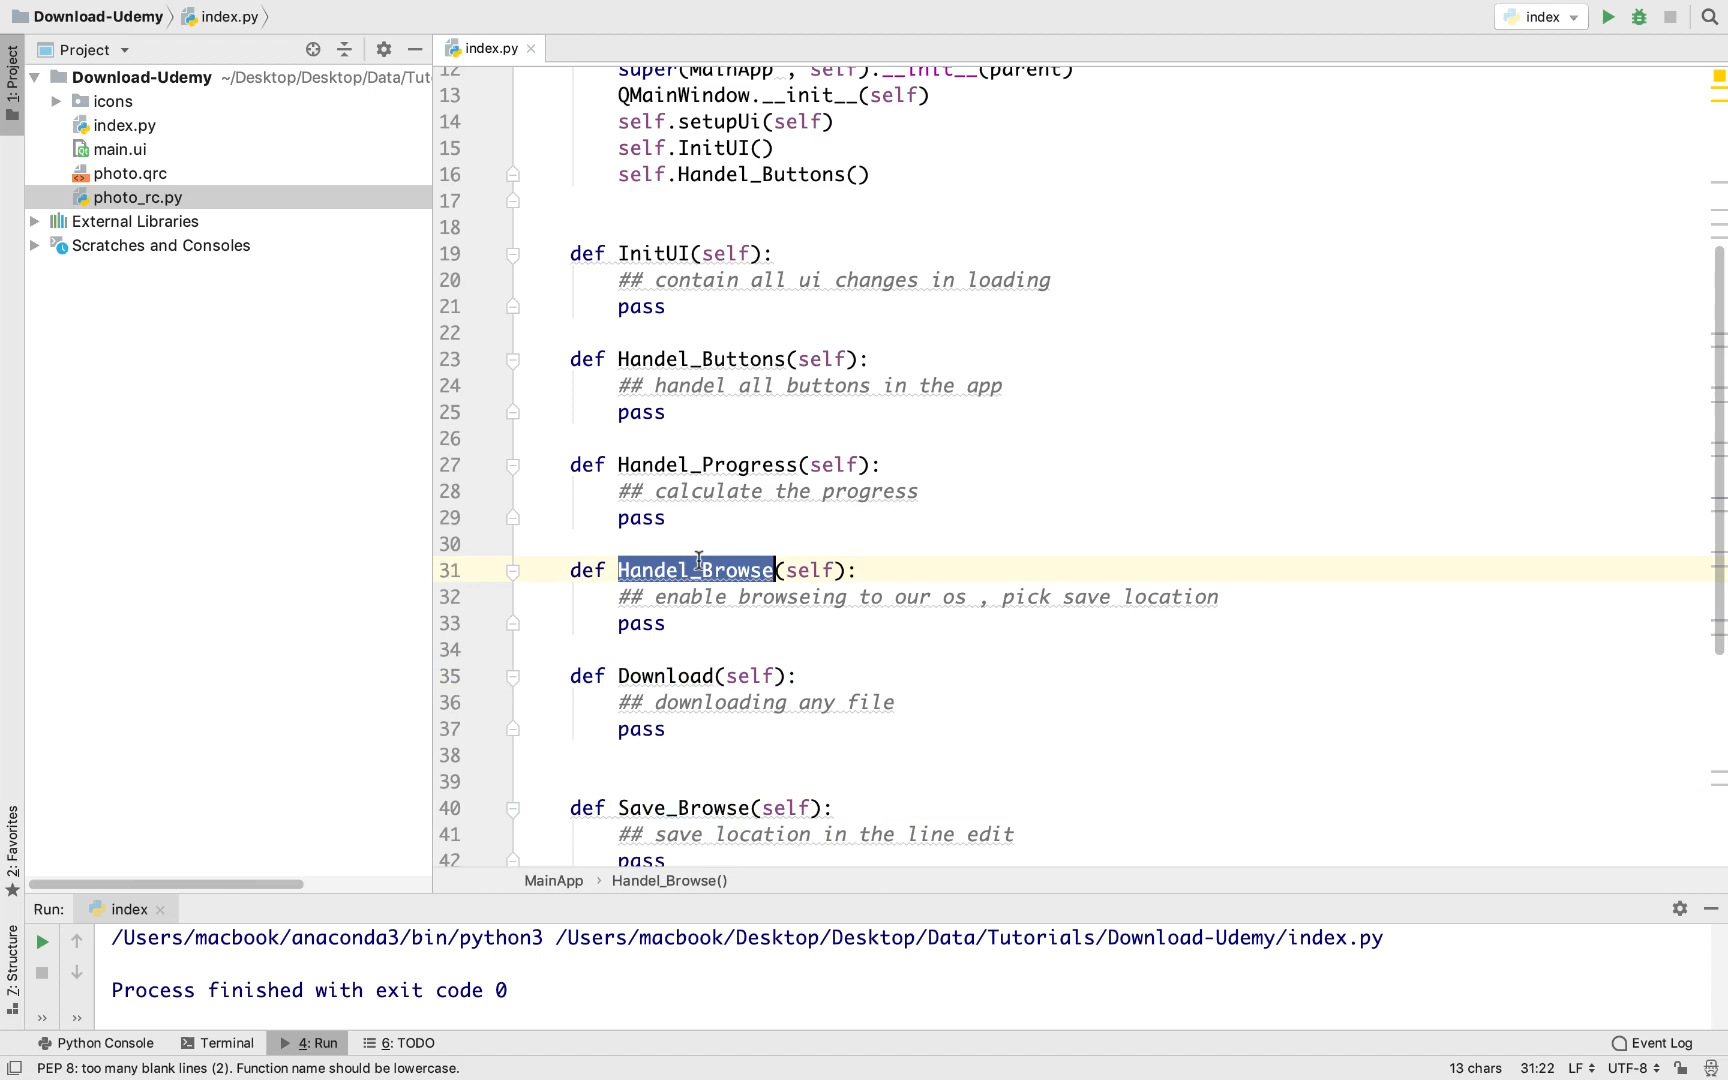 Download-Udemy index.py
index
Project
index.py
1: Project
Download-Udemy ~/Desktop/Desktop/Data/Tut
icons
index.py
main.ui
photo.qrc
photo_rc.py
External Libraries
Scratches and Consoles
12 super(MainApp , self).__init__(parent)
13 QMainWindow.__init__(self)
14 self.setupUi(self)
15 self.InitUI()
16 self.Handel_Buttons()
17
18
19 def InitUI(self):
20 ## contain all ui changes in loading
21 pass
22
23 def Handel_Buttons(self):
24 ## handel all buttons in the app
25 pass
26
27 def Handel_Progress(self):
28 ## calculate the progress
29 pass
30
31 def Handel_Browse(self):
32 ## enable browseing to our os , pick save location
33 pass
34
35 def Download(self):
36 ## downloading any file
37 pass
38
39
40 def Save_Browse(self):
41 ## save location in the line edit
42 pass
MainApp › Handel_Browse()
2: Favorites
Z: Structure
Run: index
/Users/macbook/anaconda3/bin/python3 /Users/macbook/Desktop/Desktop/Data/Tutorials/Download-Udemy/index.py
Process finished with exit code 0
Python Console Terminal 4: Run 6: TODO Event Log
PEP 8: too many blank lines (2). Function name should be lowercase. 13 chars 31:22 LF UTF-8